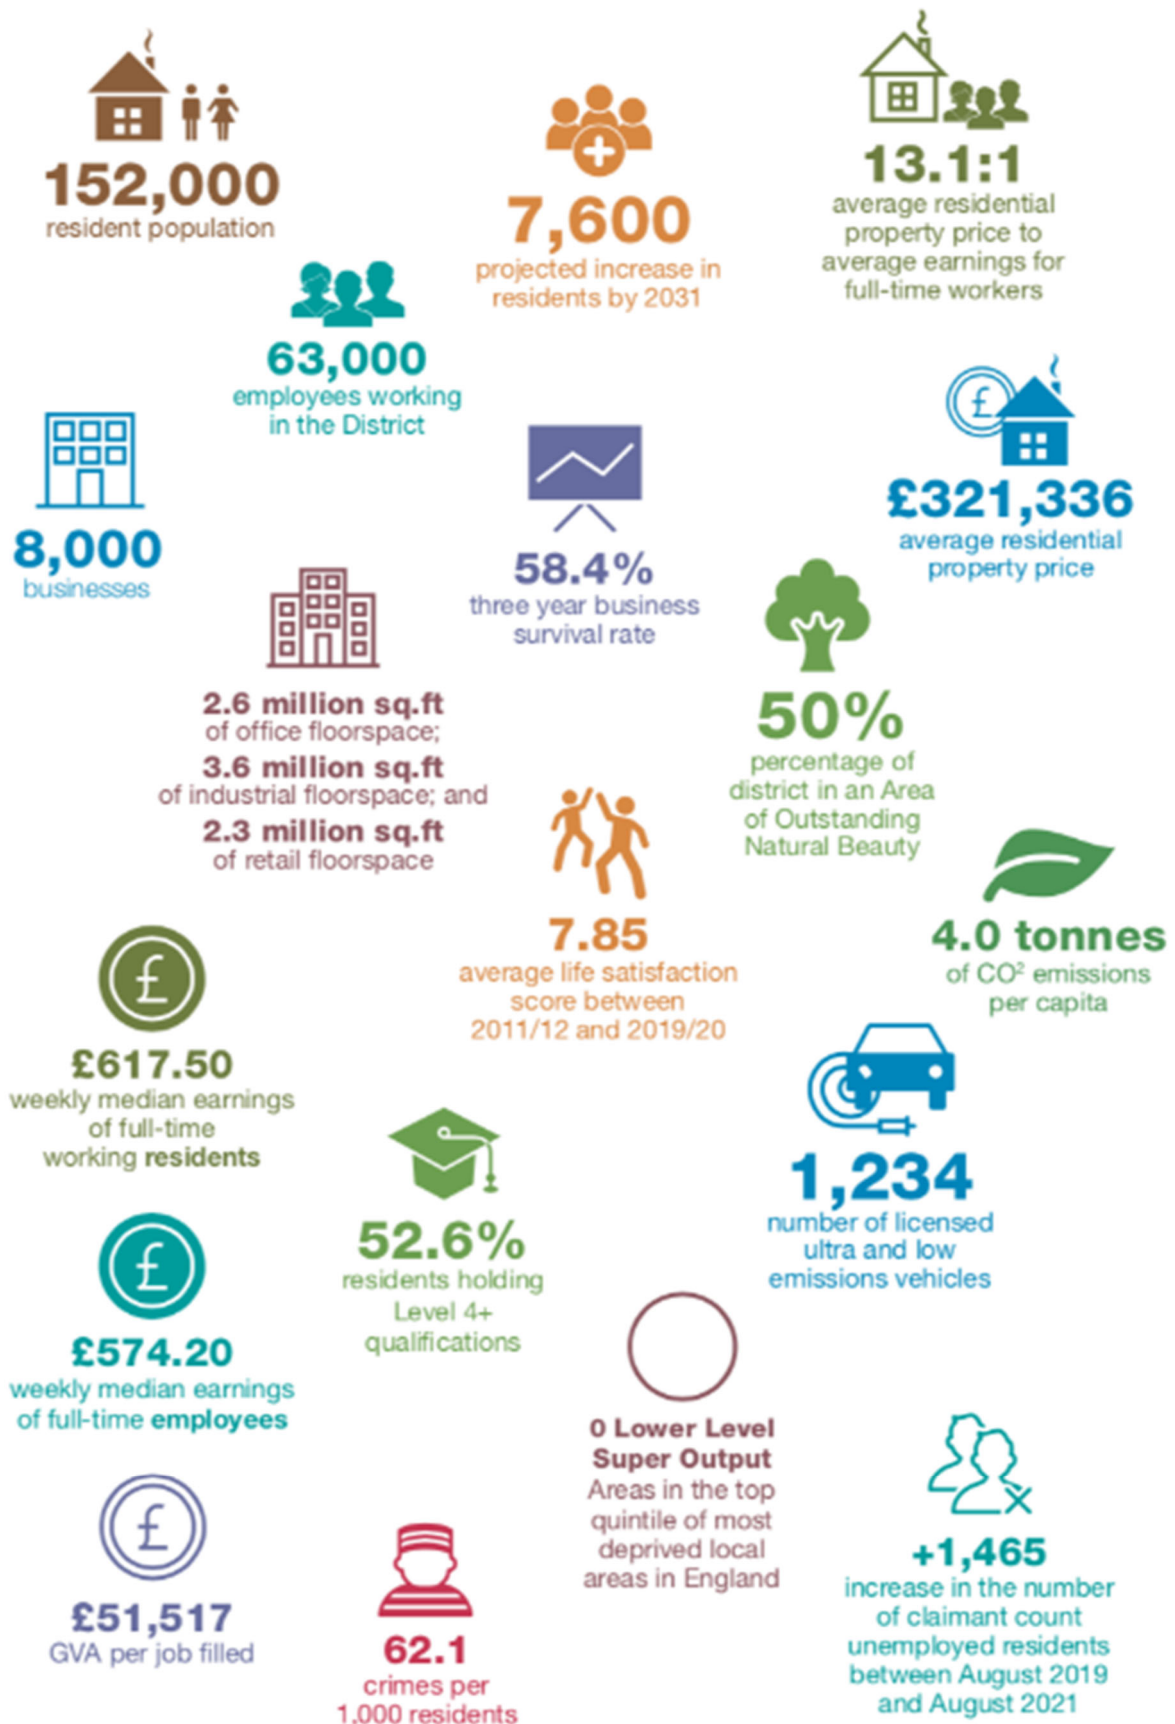 152,000
resident population
7,600
projected increase in
residents by 2031
13.1:1
average residential
property price to
average earnings for
full-time workers
63,000
employees working
in the District
£
£321,336
average residential
property price
8,000
businesses
58.4%
three year business
survival rate
2.6 million sq.ft
of office floorspace;
3.6 million sq.ft
of industrial floorspace; and
2.3 million sq.ft
of retail floorspace
50%
percentage of
district in an Area
of Outstanding
Natural Beauty
7.85
average life satisfaction
score between
2011/12 and 2019/20
4.0 tonnes
of CO² emissions
per capita
£
£617.50
weekly median earnings
of full-time
working residents
1,234
number of licensed
ultra and low
emissions vehicles
52.6%
residents holding
Level 4+
qualifications
£
£574.20
weekly median earnings
of full-time employees
0 Lower Level
Super Output
Areas in the top
quintile of most
deprived local
areas in England
£
£51,517
GVA per job filled
62.1
crimes per
1,000 residents
+1,465
increase in the number
of claimant count
unemployed residents
between August 2019
and August 2021